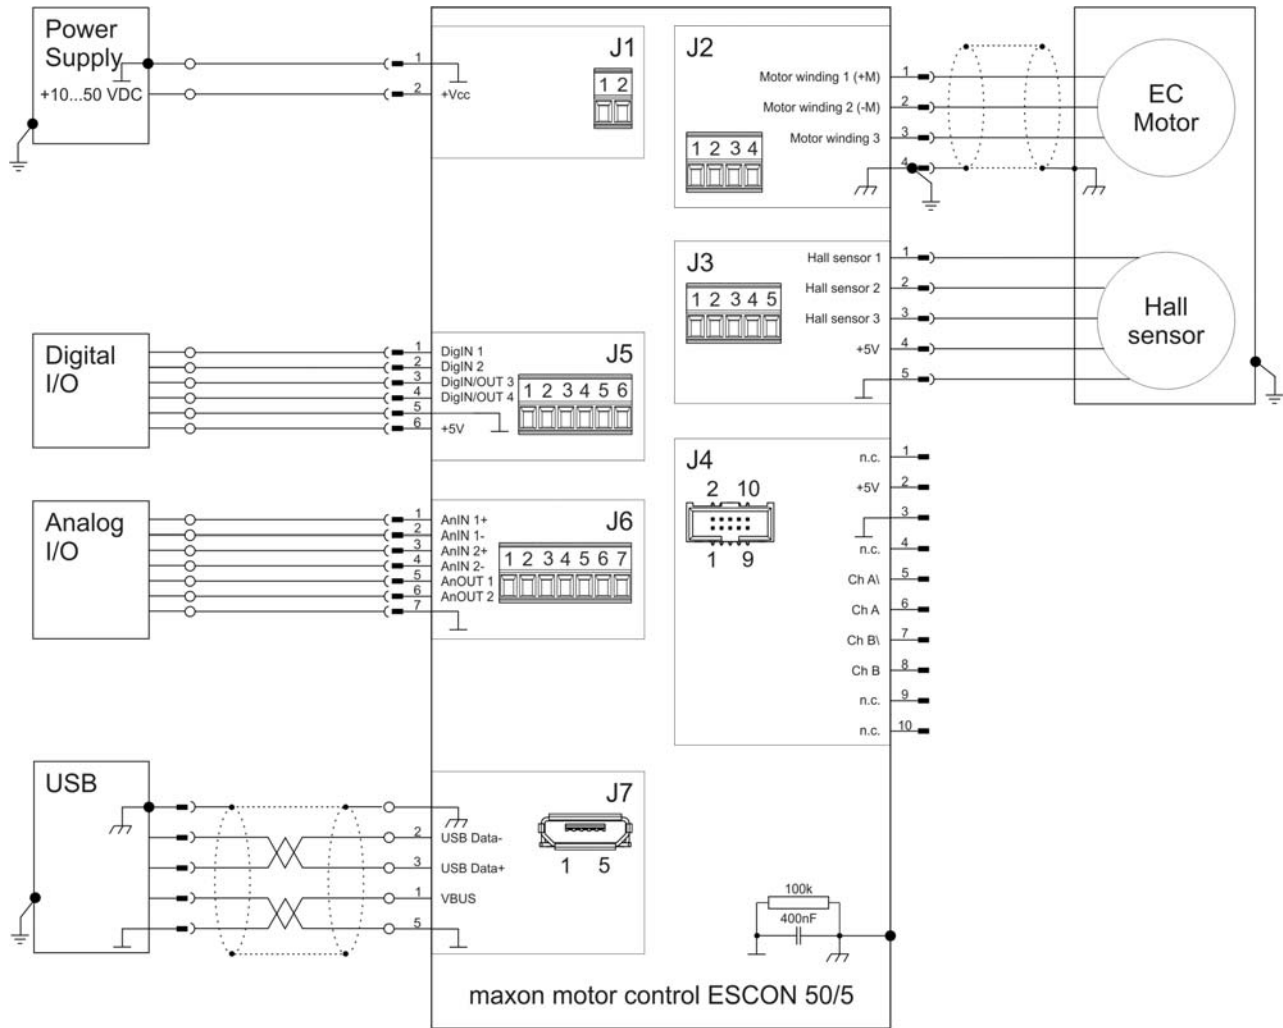 Power
Supply
+10...50 VDC
1
2
+Vcc
J1
1 2
J2
Motor winding 1 (+M)
1
Motor winding 2 (-M)
2
Motor winding 3
3
4
1 2 3 4
EC
Motor
J3
Hall sensor 1
1
Hall sensor 2
2
Hall sensor 3
3
+5V
4
5
1 2 3 4 5
Hall
sensor
Digital
I/O
1
DigIN 1
2
DigIN 2
3
DigIN/OUT 3
4
DigIN/OUT 4
5
6
+5V
J5
1 2 3 4 5 6
J4
2 10
1 9
n.c.
1
+5V
2
3
n.c.
4
Ch A\
5
Ch A
6
Ch B\
7
Ch B
8
n.c.
9
n.c.
10
Analog
I/O
1
AnIN 1+
2
AnIN 1-
3
AnIN 2+
4
AnIN 2-
5
AnOUT 1
6
AnOUT 2
7
J6
1 2 3 4 5 6 7
USB
2
USB Data-
3
USB Data+
1
VBUS
5
J7
1 5
100k
400nF
maxon motor control ESCON 50/5